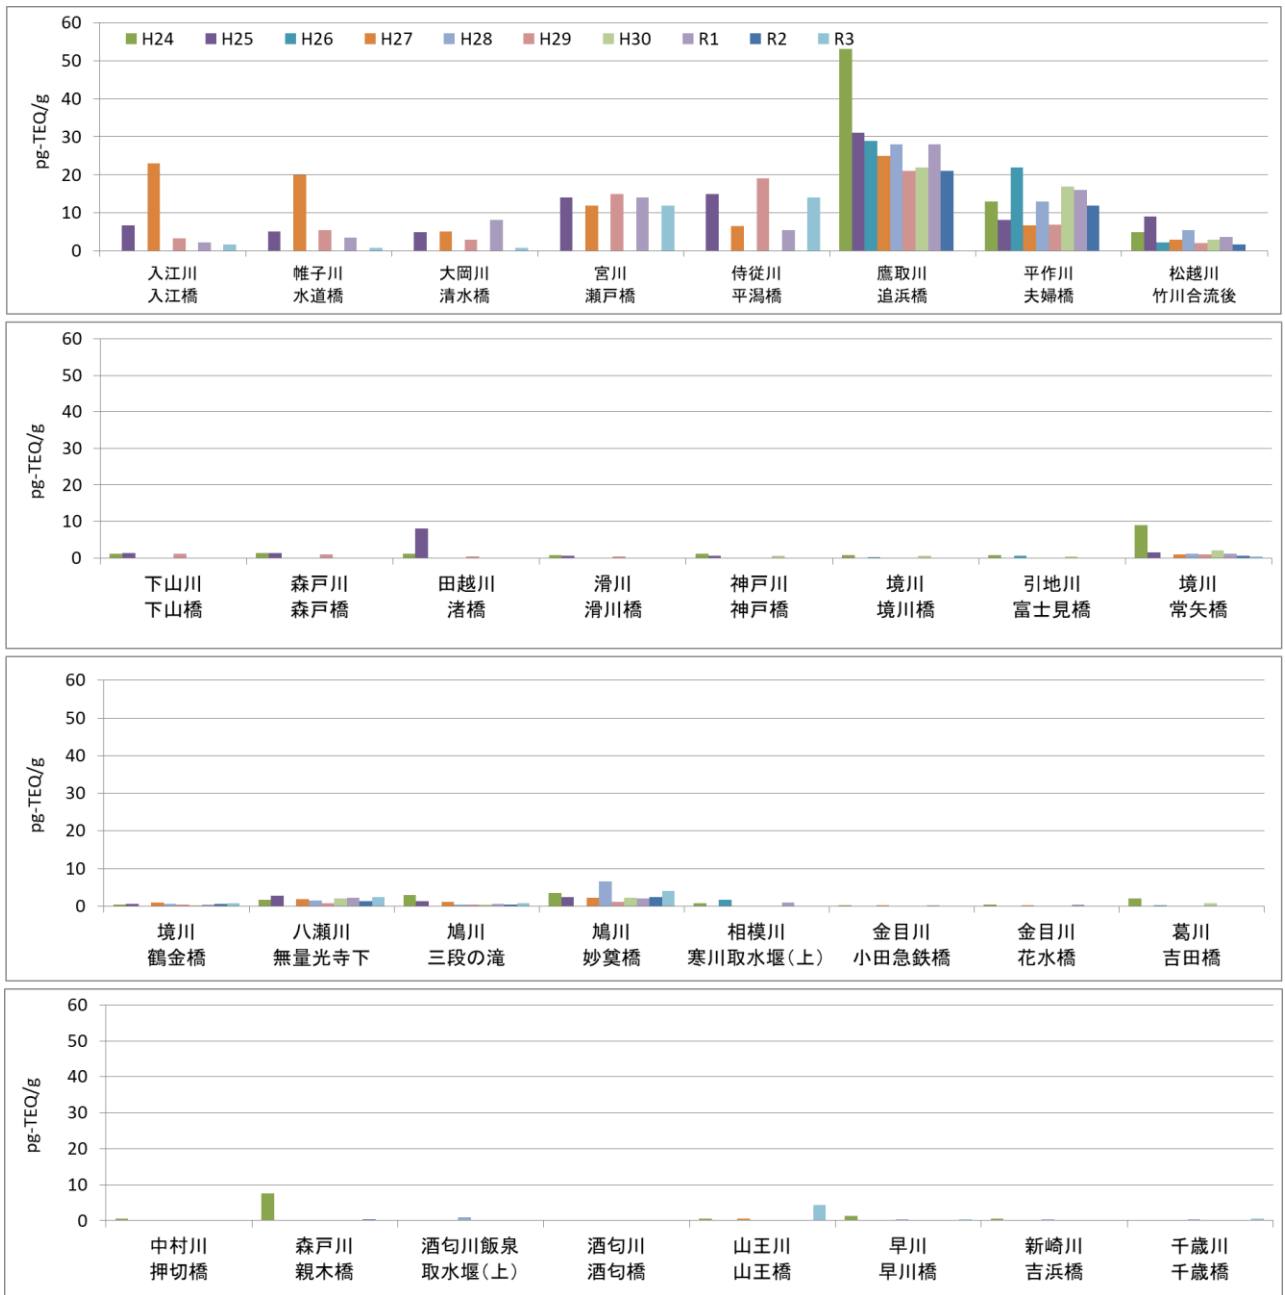 60
H24 H25 H26 H27 H28 H29 H30 R1 R2 R3
50
40
30
20
10
0
pg-TEQ/g
入江川 帷子川 大岡川 宮川 侍従川 鷹取川 平作川 松越川
入江橋 水道橋 清水橋 瀬戸橋 平潟橋 追浜橋 夫婦橋 竹川合流後
60
50
40
30
20
10
0
pg-TEQ/g
下山川 森戸川 田越川 滑川 神戸川 境川 引地川 境川
下山橋 森戸橋 渚橋 滑川橋 神戸橋 境川橋 富士見橋 常矢橋
60
50
40
30
20
10
0
pg-TEQ/g
境川 八瀬川 鳩川 鳩川 相模川 金目川 金目川 葛川
鶴金橋 無量光寺下 三段の滝 妙奠橋 寒川取水堰(上) 小田急鉄橋 花水橋 吉田橋
60
50
40
30
20
10
0
pg-TEQ/g
中村川 森戸川 酒匂川飯泉 酒匂川 山王川 早川 新崎川 千歳川
押切橋 親木橋 取水堰(上) 酒匂橋 山王橋 早川橋 吉浜橋 千歳橋